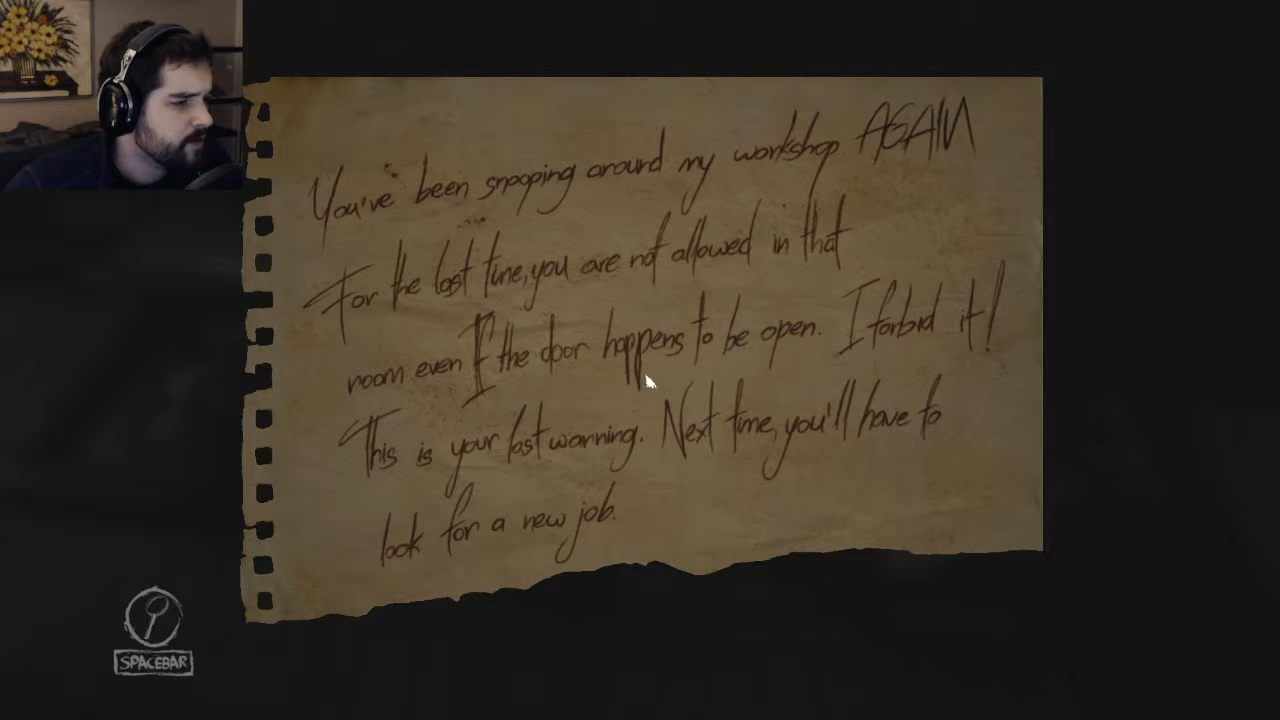 You've been snooping around my workshop AGAIN
For the last time, you are not allowed in that
room even If the door happens to be open. I forbid it!
This is your last warning. Next time, you'll have to
look for a new job.
SPACEBAR